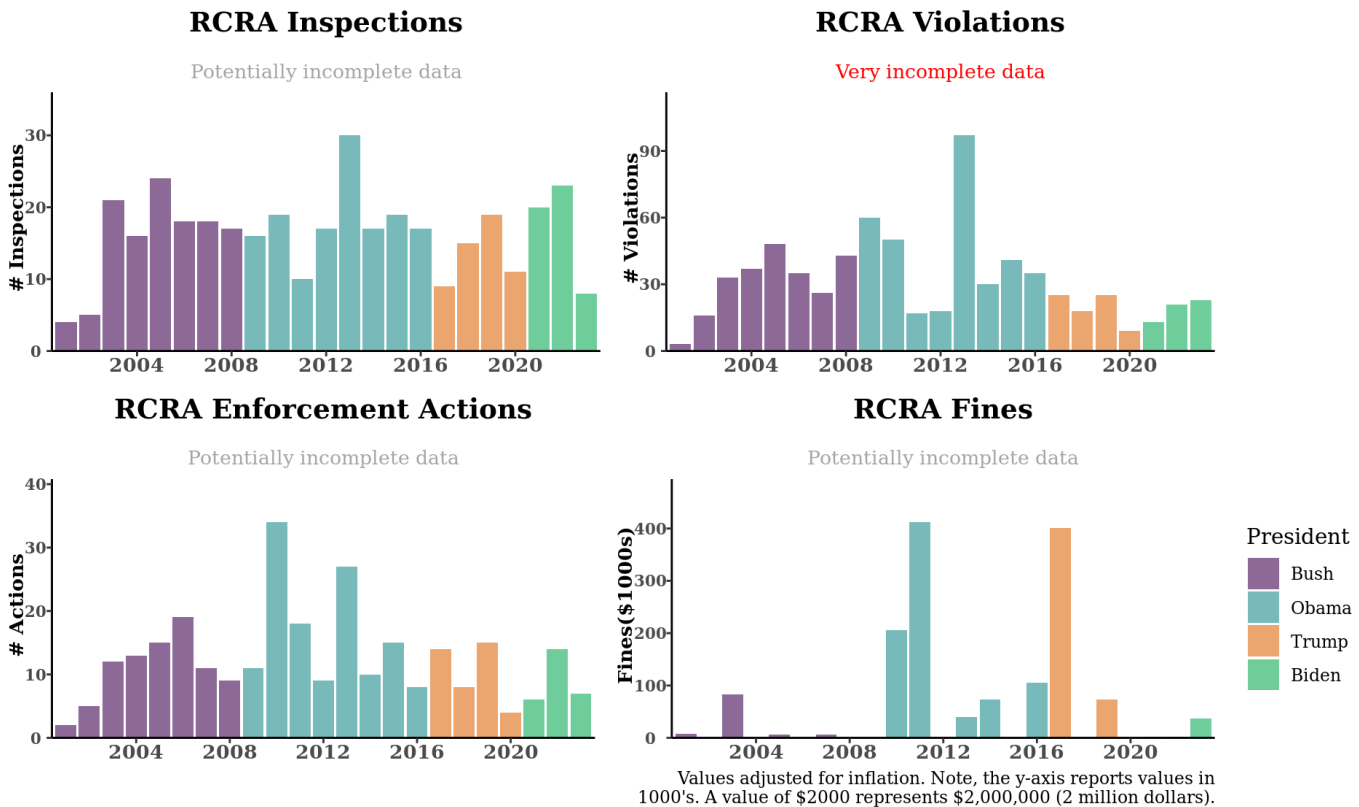 RCRA Inspections
Potentially incomplete data
# Inspections
30
20
10
0
2004 2008 2012 2016 2020
RCRA Violations
Very incomplete data
# Violations
90
60
30
0
2004 2008 2012 2016 2020
RCRA Enforcement Actions
Potentially incomplete data
# Actions
40
30
20
10
0
2004 2008 2012 2016 2020
RCRA Fines
Potentially incomplete data
Fines($1000s)
400
300
200
100
0
2004 2008 2012 2016 2020
President
Bush
Obama
Trump
Biden
Values adjusted for inflation. Note, the y-axis reports values in
1000's. A value of $2000 represents $2,000,000 (2 million dollars).